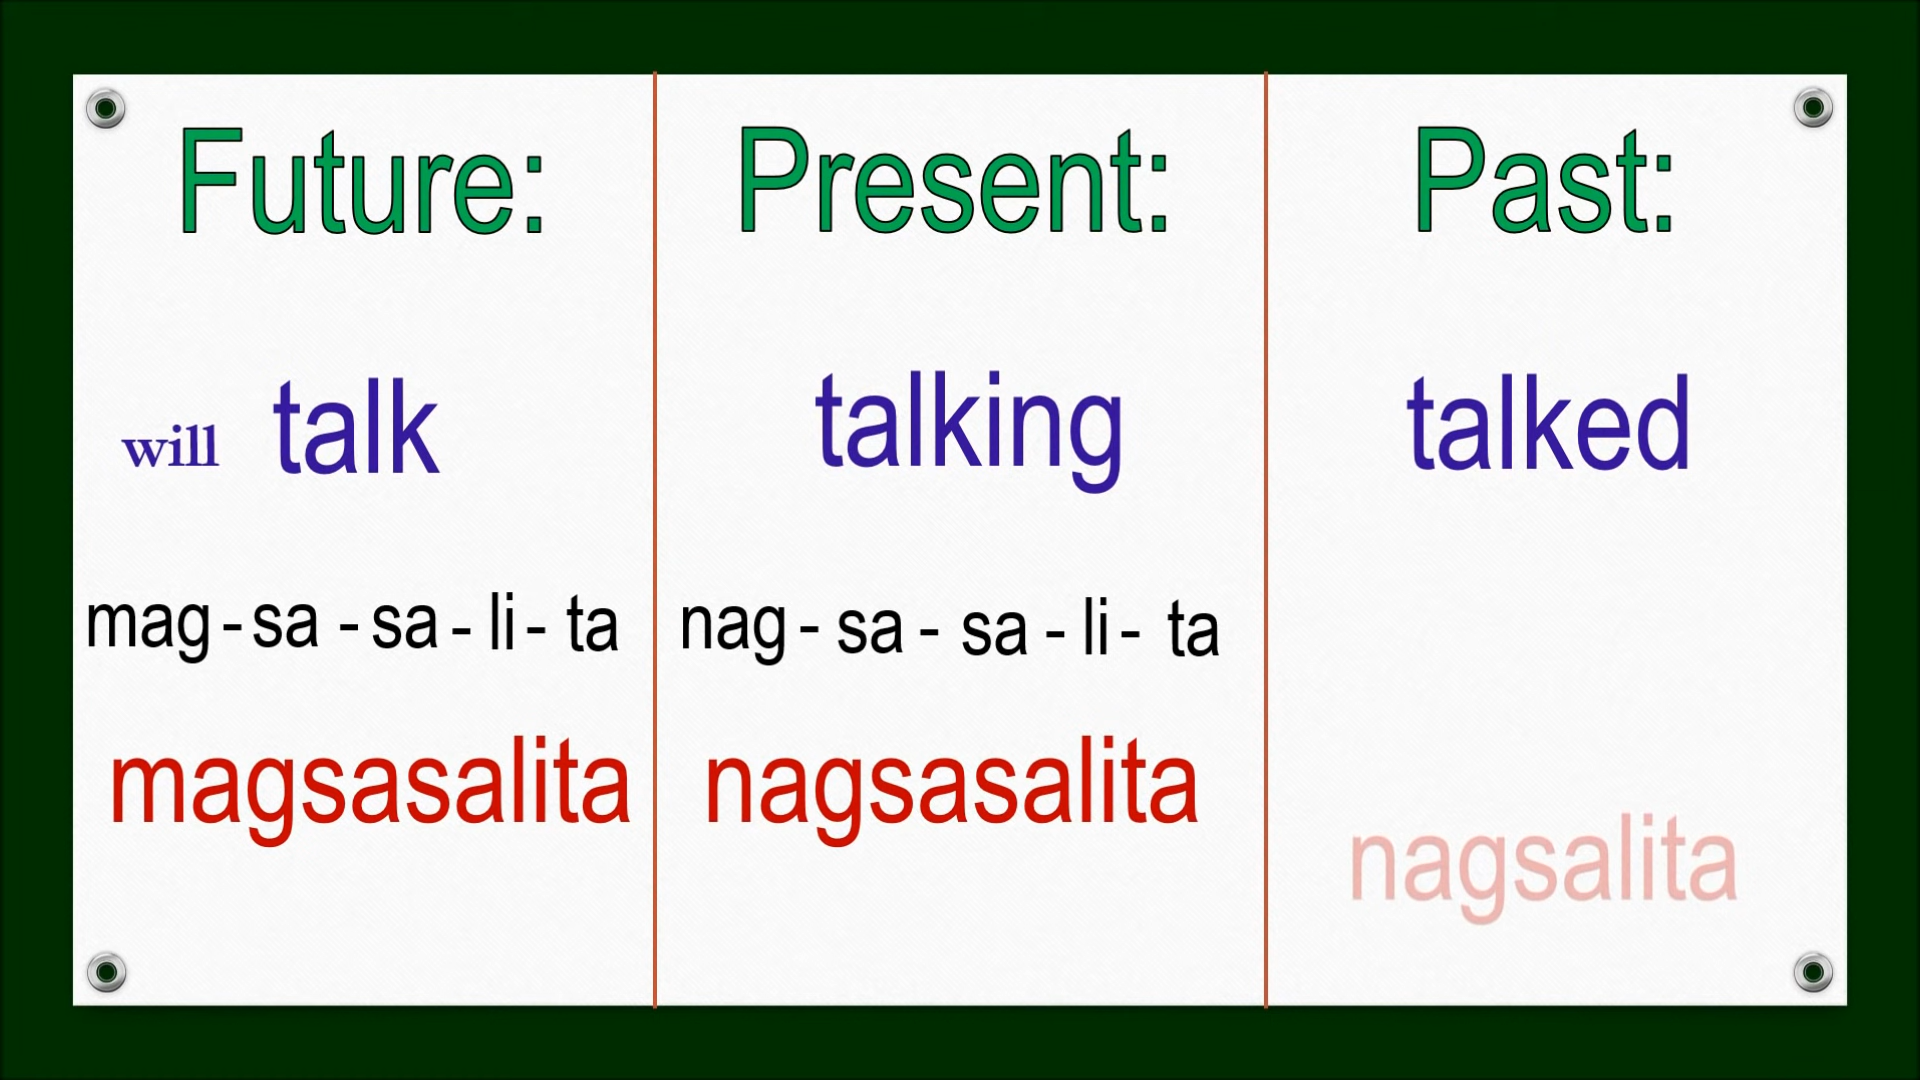 Future:
will talk
mag - sa - sa - li - ta
magsasalita
Present:
talking
nag - sa - sa - li - ta
nagsasalita
Past:
talked
nagsalita